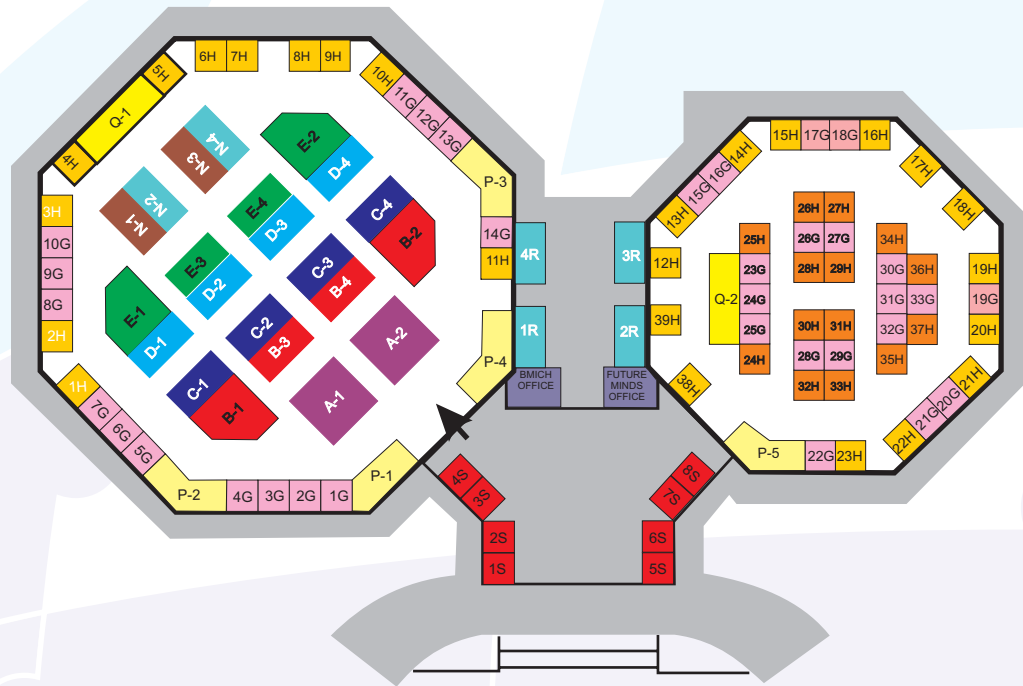 6H 7H 8H 9H
5H
Q-1
4H
10H
11G
12G
13G
N-4
N-3
N-2
N-1
E-2
D-4
E-4
D-3
E-3
D-2
E-1
D-1
C-4
B-2
C-3
B-4
C-2
B-3
C-1
B-1
A-2
A-1
3H
10G
9G
8G
2H
1H
7G
6G
5G
P-2
4G 3G 2G 1G
P-1
P-3
14G
11H
P-4
4R 3R
1R 2R
BMICH
OFFICE
FUTURE
MINDS
OFFICE
4S
3S
2S
1S
8S
7S
6S
5S
15H 17G 18G 16H
14H
16G
15G
13H
17H
18H
12H
39H
38H
25H
23G
Q-2 24G
25G
24H
26H 27H
26G 27G
28H 29H
30H 31H
28G 29G
32H 33H
34H
30G 36H
31G 33G
32G 37H
35H
19H
19G
20H
21H
20G
21G
22H
P-5 22G 23H